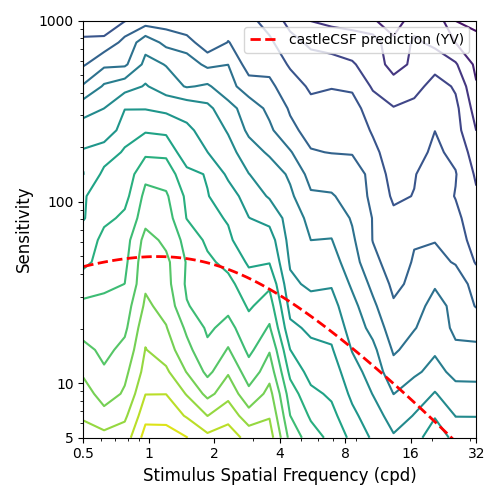 1000
castleCSF prediction (YV)
100
10
5
Sensitivity
0.5 1 2 4 8 16 32
Stimulus Spatial Frequency (cpd)